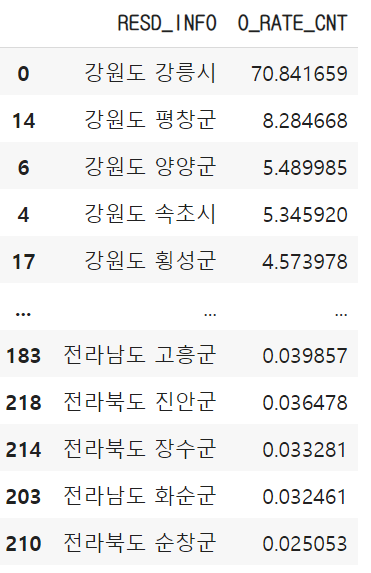 RESD_INFO O_RATE_CNT
0 강원도 강릉시 70.841659
14 강원도 평창군 8.284668
6 강원도 양양군 5.489985
4 강원도 속초시 5.345920
17 강원도 횡성군 4.573978
... ... ...
183 전라남도 고흥군 0.039857
218 전라북도 진안군 0.036478
214 전라북도 장수군 0.033281
203 전라남도 화순군 0.032461
210 전라북도 순창군 0.025053